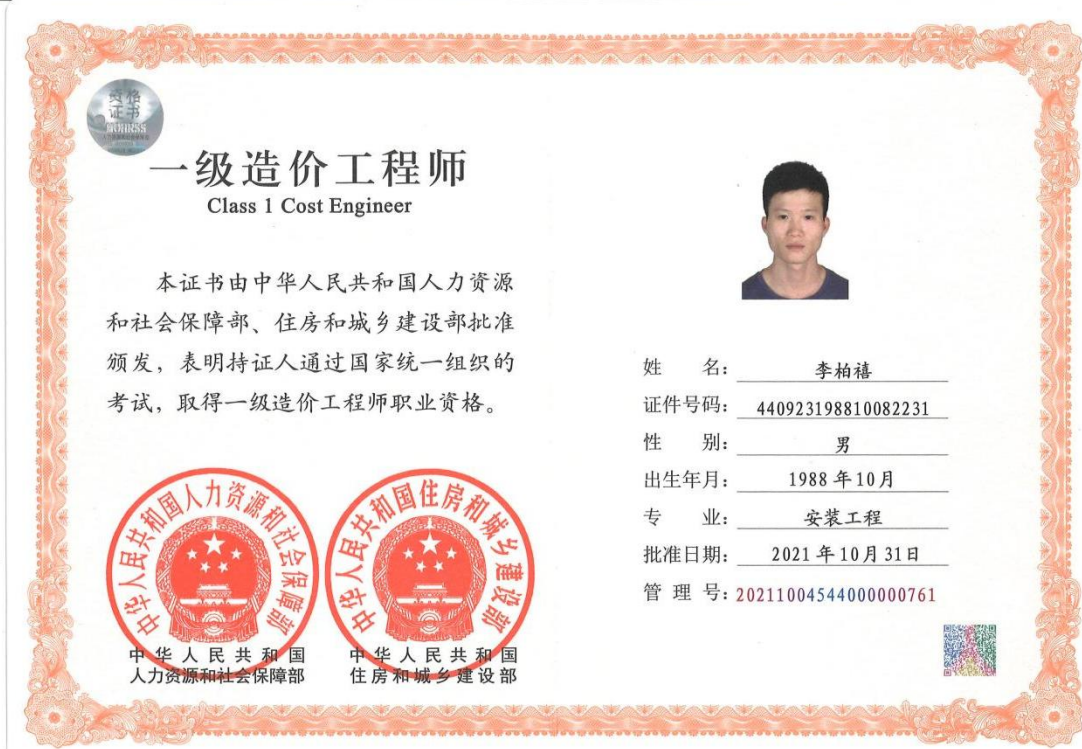 资格
证书
MOHRSS
一级造价工程师
Class 1 Cost Engineer
本证书由中华人民共和国人力资源
和社会保障部、住房和城乡建设部批准
颁发，表明持证人通过国家统一组织的
考试，取得一级造价工程师职业资格。
中华人民共和国人力资源和社会保障部
中华人民共和国住房和城乡建设部
中华人民共和国
人力资源和社会保障部
中华人民共和国
住房和城乡建设部
姓 名：李柏禧
证件号码：440923198810082231
性 别：男
出生年月：1988年10月
专 业：安装工程
批准日期：2021年10月31日
管 理 号：20211004544000000761